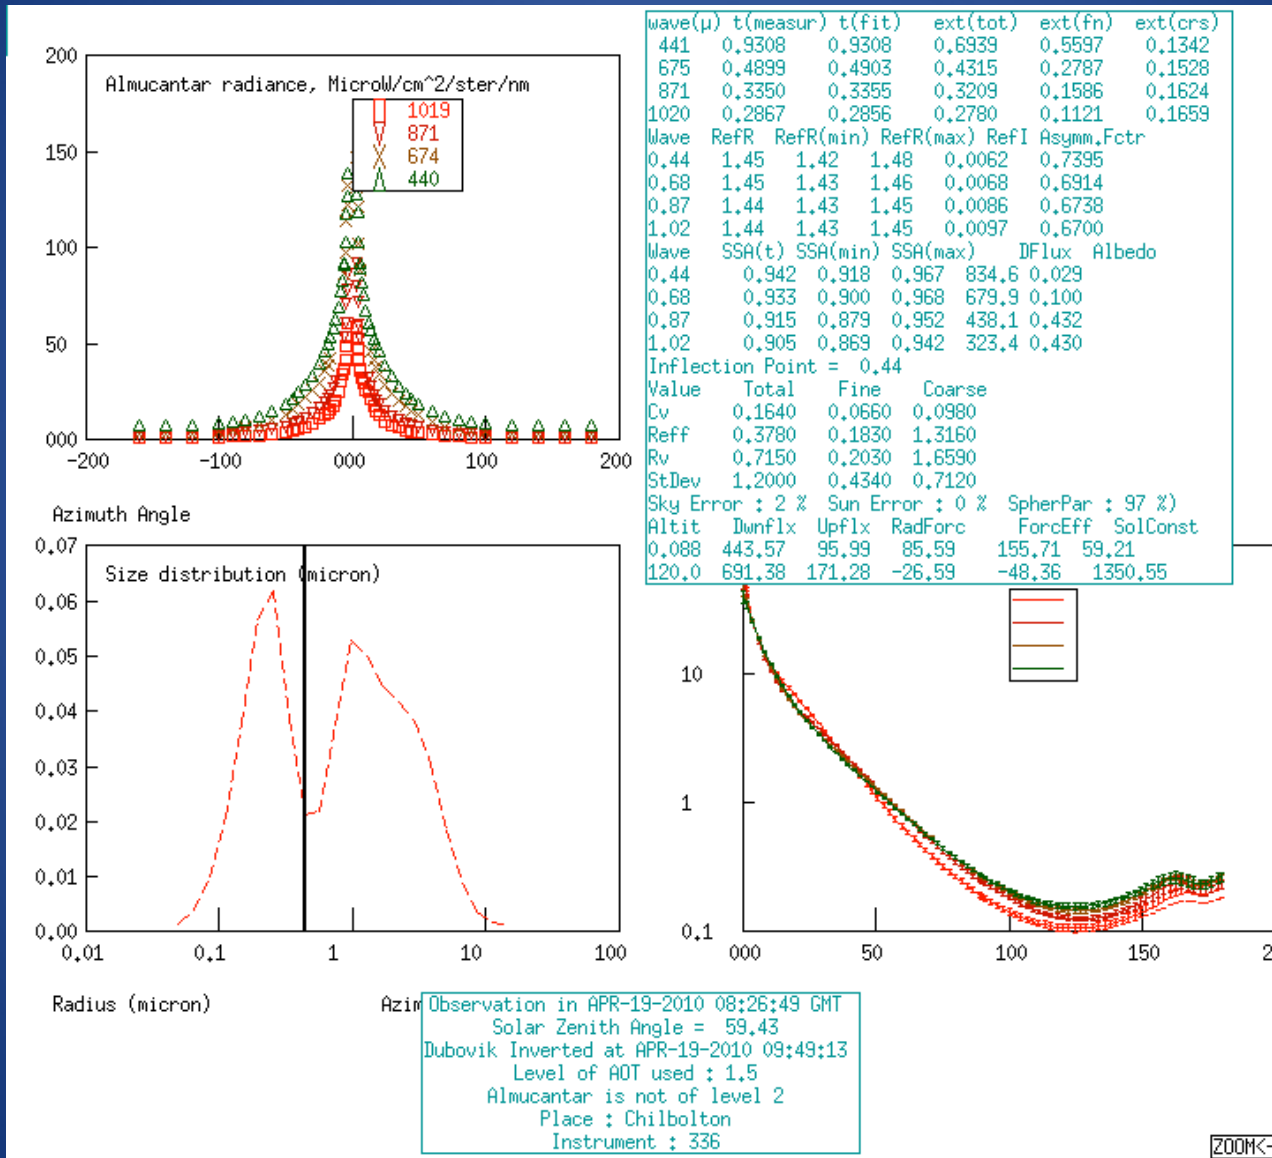 200
Almucantar radiance, MicroW/cm^2/ster/nm
1019
871
674
440
150
100
50
000
-200 -100 000 100 200
Azimuth Angle
wave(µ) t(measur) t(fit) ext(tot) ext(fn) ext(crs)
441 0.9308 0.9308 0.6939 0.5597 0.1342
675 0.4899 0.4903 0.4315 0.2787 0.1528
871 0.3350 0.3355 0.3209 0.1586 0.1624
1020 0.2867 0.2856 0.2780 0.1121 0.1659
Wave RefR RefR(min) RefR(max) RefI Asymm.Fctr
0.44 1.45 1.42 1.48 0.0062 0.7395
0.68 1.45 1.43 1.46 0.0068 0.6914
0.87 1.44 1.43 1.45 0.0086 0.6738
1.02 1.44 1.43 1.45 0.0097 0.6700
Wave SSA(t) SSA(min) SSA(max) DFlux Albedo
0.44 0.942 0.918 0.967 834.6 0.029
0.68 0.933 0.900 0.968 679.9 0.100
0.87 0.915 0.879 0.952 438.1 0.432
1.02 0.905 0.869 0.942 323.4 0.430
Inflection Point = 0.44
Value Total Fine Coarse
Cv 0.1640 0.0660 0.0980
Reff 0.3780 0.1830 1.3160
Rv 0.7150 0.2030 1.6590
StDev 1.2000 0.4340 0.7120
Sky Error : 2 % Sun Error : 0 % SpherPar : 97 %)
Altit Dwnflx Upflx RadForc ForcEff SolConst
0.088 443.57 95.99 85.59 155.71 59.21
120.0 691.38 171.28 -26.59 -48.36 1350.55
0.07
Size distribution (micron)
0.06
0.05
0.04
0.03
0.02
0.01
0.00
0.01 0.1 1 10 100
Radius (micron)
10
1
0.1
000 50 100 150 2
Azim
Observation in APR-19-2010 08:26:49 GMT
Solar Zenith Angle = 59.43
Dubovik Inverted at APR-19-2010 09:49:13
Level of AOT used : 1.5
Almucantar is not of level 2
Place : Chilbolton
Instrument : 336
ZOOM<-